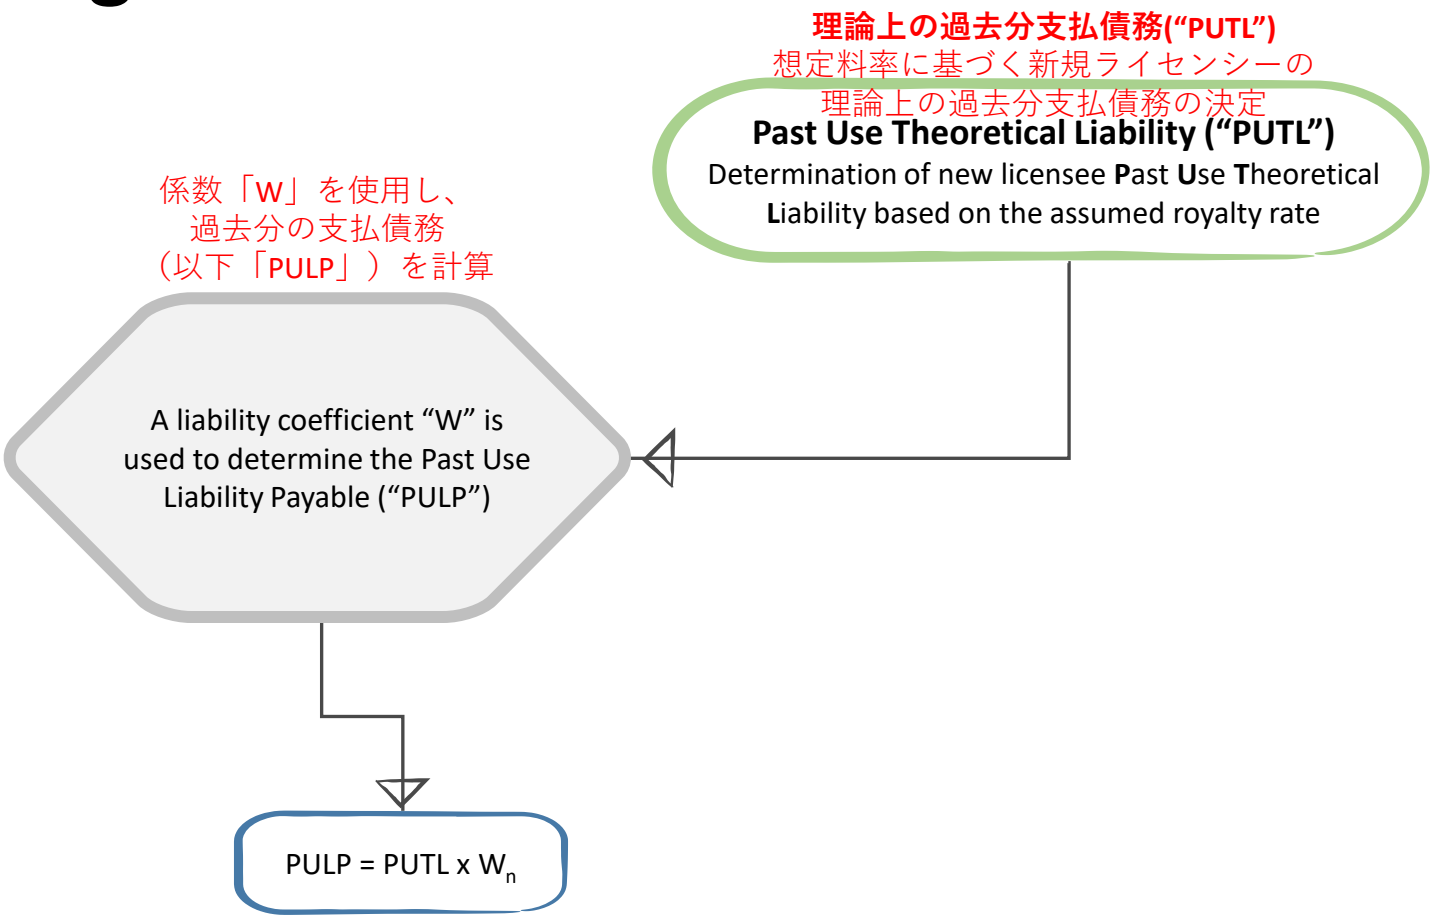 理論上の過去分支払債務(“PUTL”)
想定料率に基づく新規ライセンシーの
理論上の過去分支払債務の決定
Past Use Theoretical Liability (“PUTL”)
Determination of new licensee Past Use Theoretical
Liability based on the assumed royalty rate
係数「W」を使用し、
過去分の支払債務
（以下「PULP」）を計算
A liability coefficient “W” is
used to determine the Past Use
Liability Payable (“PULP”)
PULP = PUTL x Wn